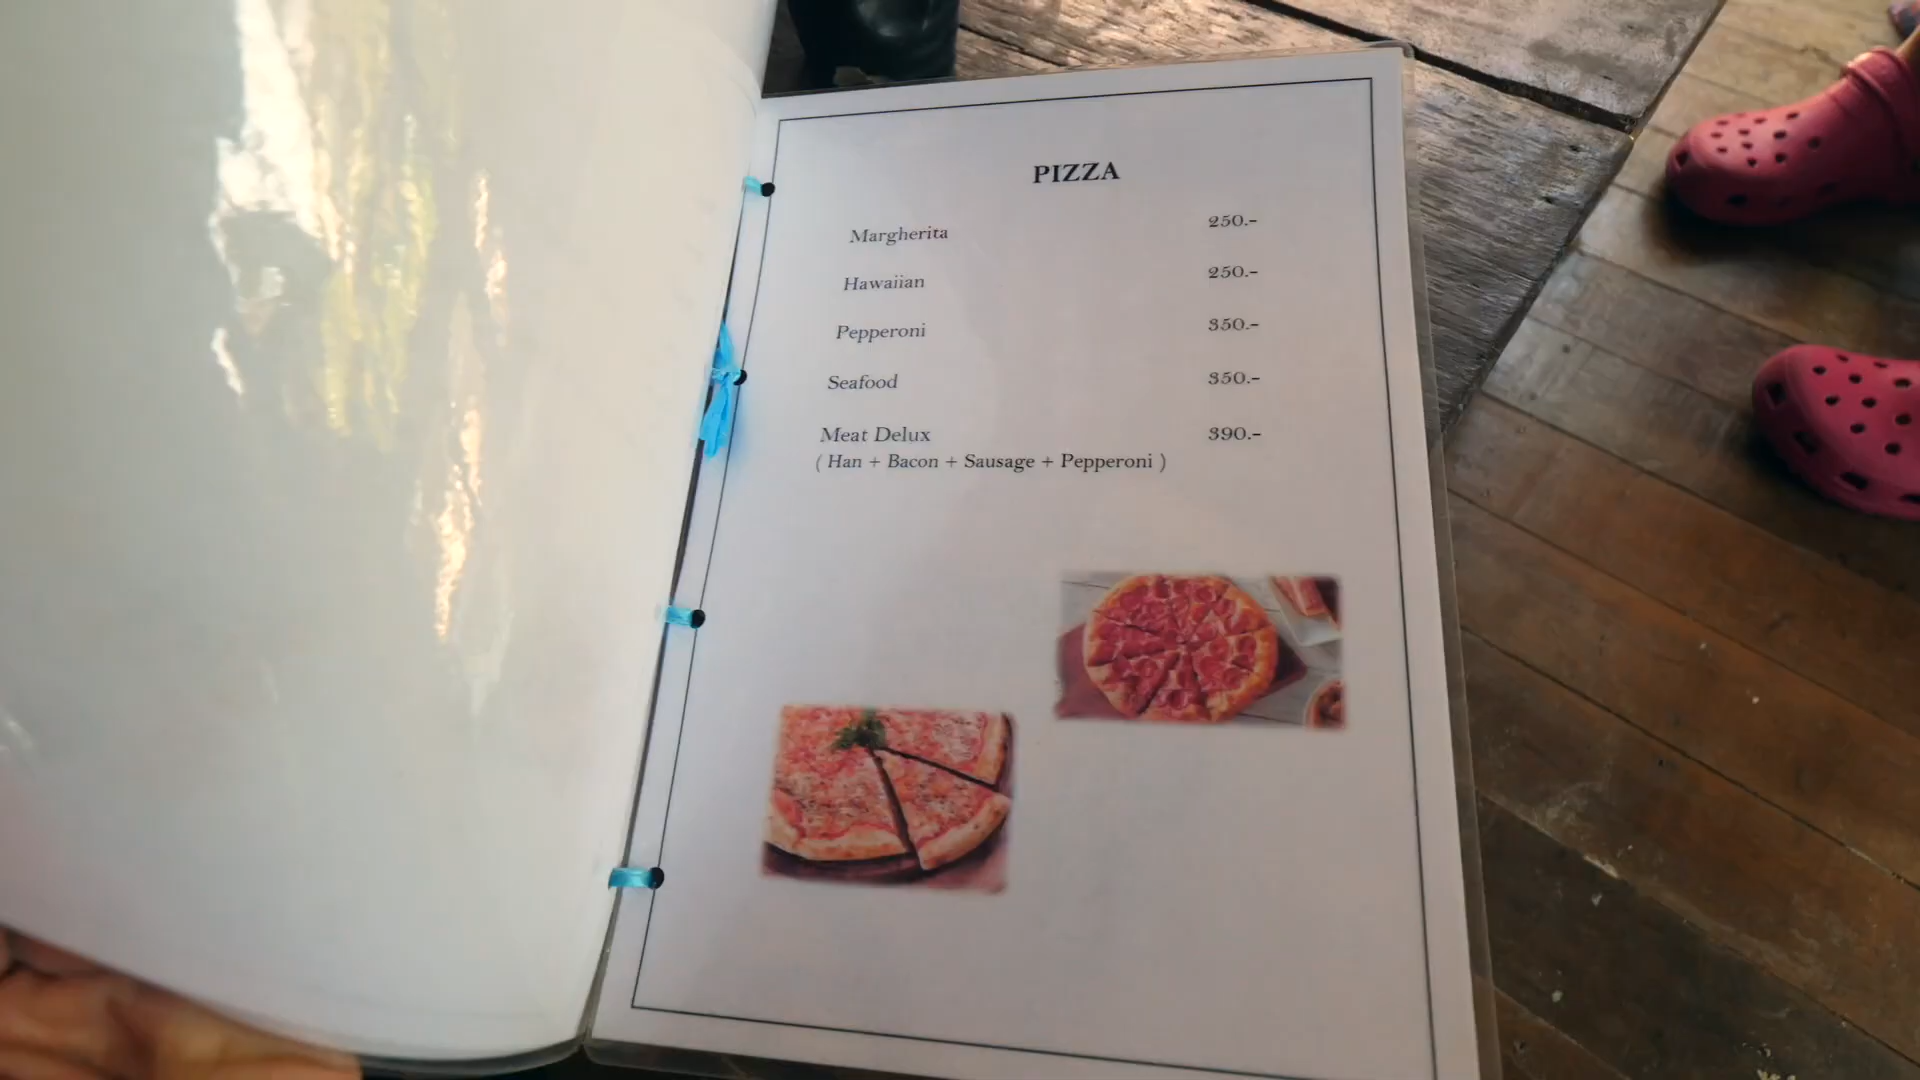 PIZZA
Margherita 250.-
Hawaiian 250.-
Pepperoni 350.-
Seafood 350.-
Meat Delux 390.-
( Han + Bacon + Sausage + Pepperoni )